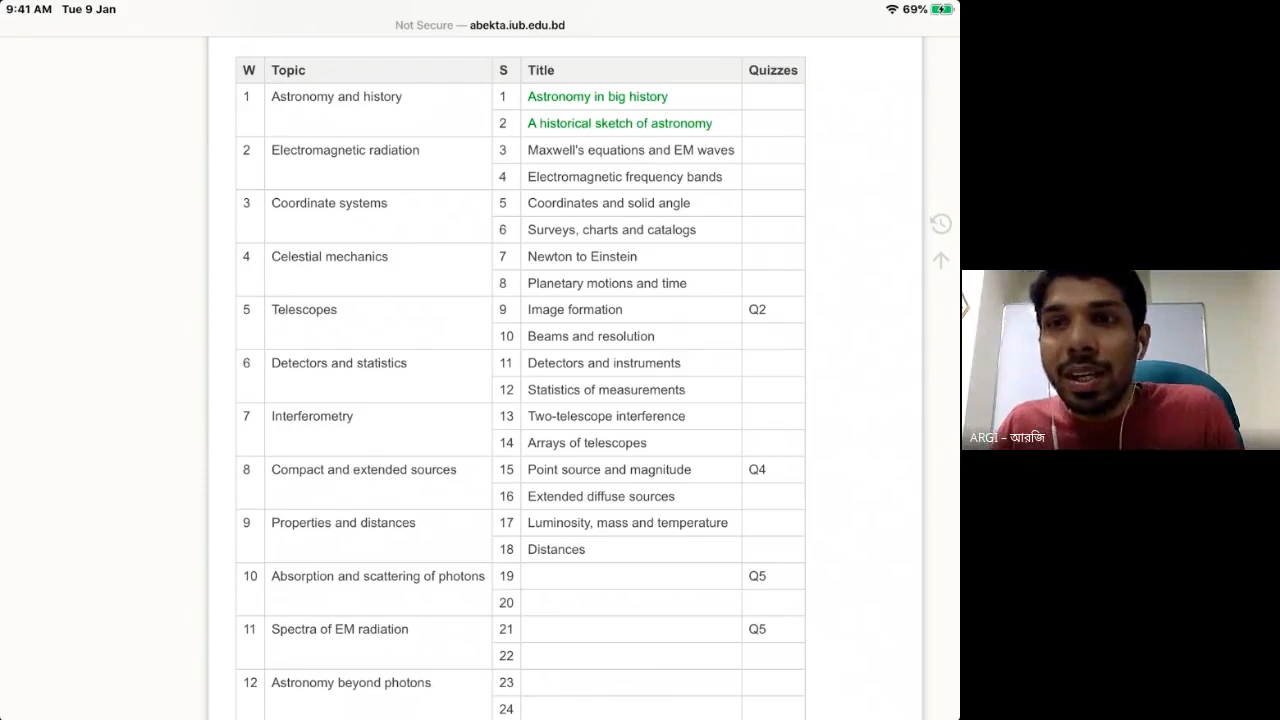 9:41 AM Tue 9 Jan
69%
Not Secure — abekta.iub.edu.bd
W Topic S Title Quizzes
1 Astronomy and history 1 Astronomy in big history
2 A historical sketch of astronomy
2 Electromagnetic radiation 3 Maxwell's equations and EM waves
4 Electromagnetic frequency bands
3 Coordinate systems 5 Coordinates and solid angle
6 Surveys, charts and catalogs
4 Celestial mechanics 7 Newton to Einstein
8 Planetary motions and time
5 Telescopes 9 Image formation Q2
10 Beams and resolution
6 Detectors and statistics 11 Detectors and instruments
12 Statistics of measurements
7 Interferometry 13 Two-telescope interference
14 Arrays of telescopes
8 Compact and extended sources 15 Point source and magnitude Q4
16 Extended diffuse sources
9 Properties and distances 17 Luminosity, mass and temperature
18 Distances
10 Absorption and scattering of photons 19 Q5
20
11 Spectra of EM radiation 21 Q5
22
12 Astronomy beyond photons 23
24
ARGI – আরজি